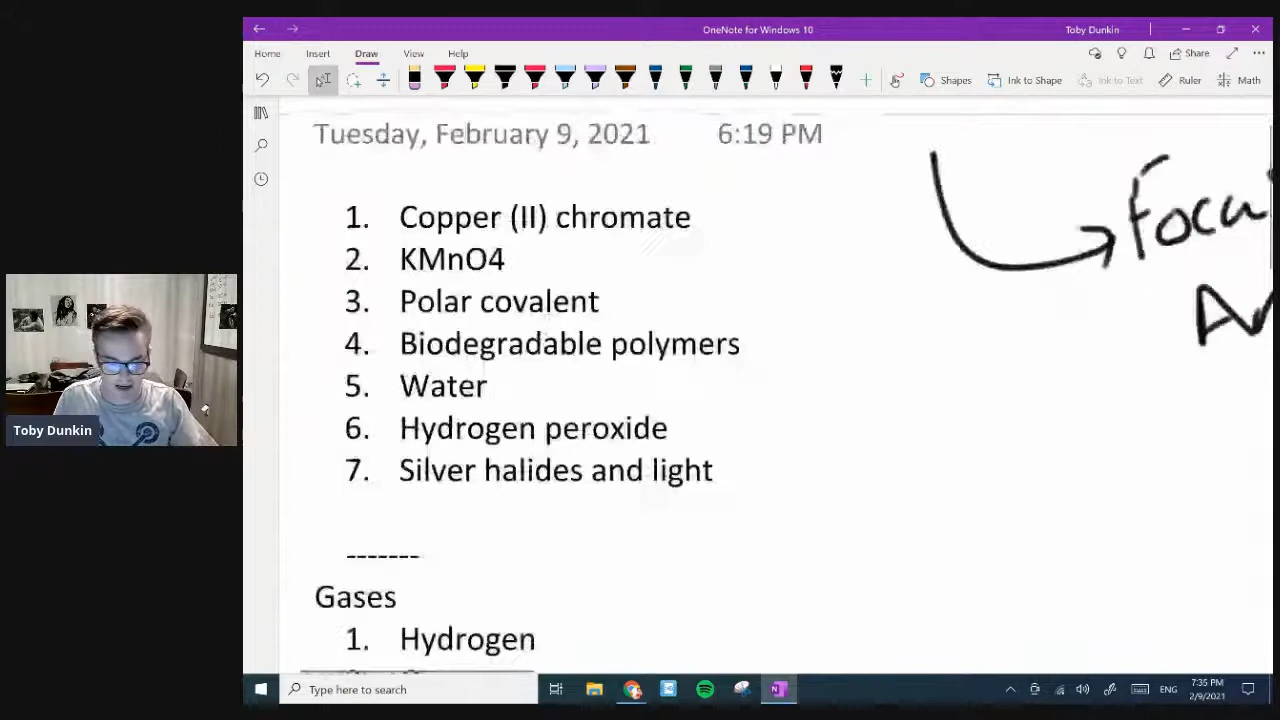 OneNote for Windows 10
Toby Dunkin
Home Insert Draw View Help
Share
Shapes Ink to Shape Ink to Text Ruler Math
Tuesday, February 9, 2021 6:19 PM
1. Copper (II) chromate
2. KMnO4
3. Polar covalent
4. Biodegradable polymers
5. Water
6. Hydrogen peroxide
7. Silver halides and light
-------
Gases
1. Hydrogen
Focu
Toby Dunkin
Type here to search
ENG
7:35 PM
2/9/2021